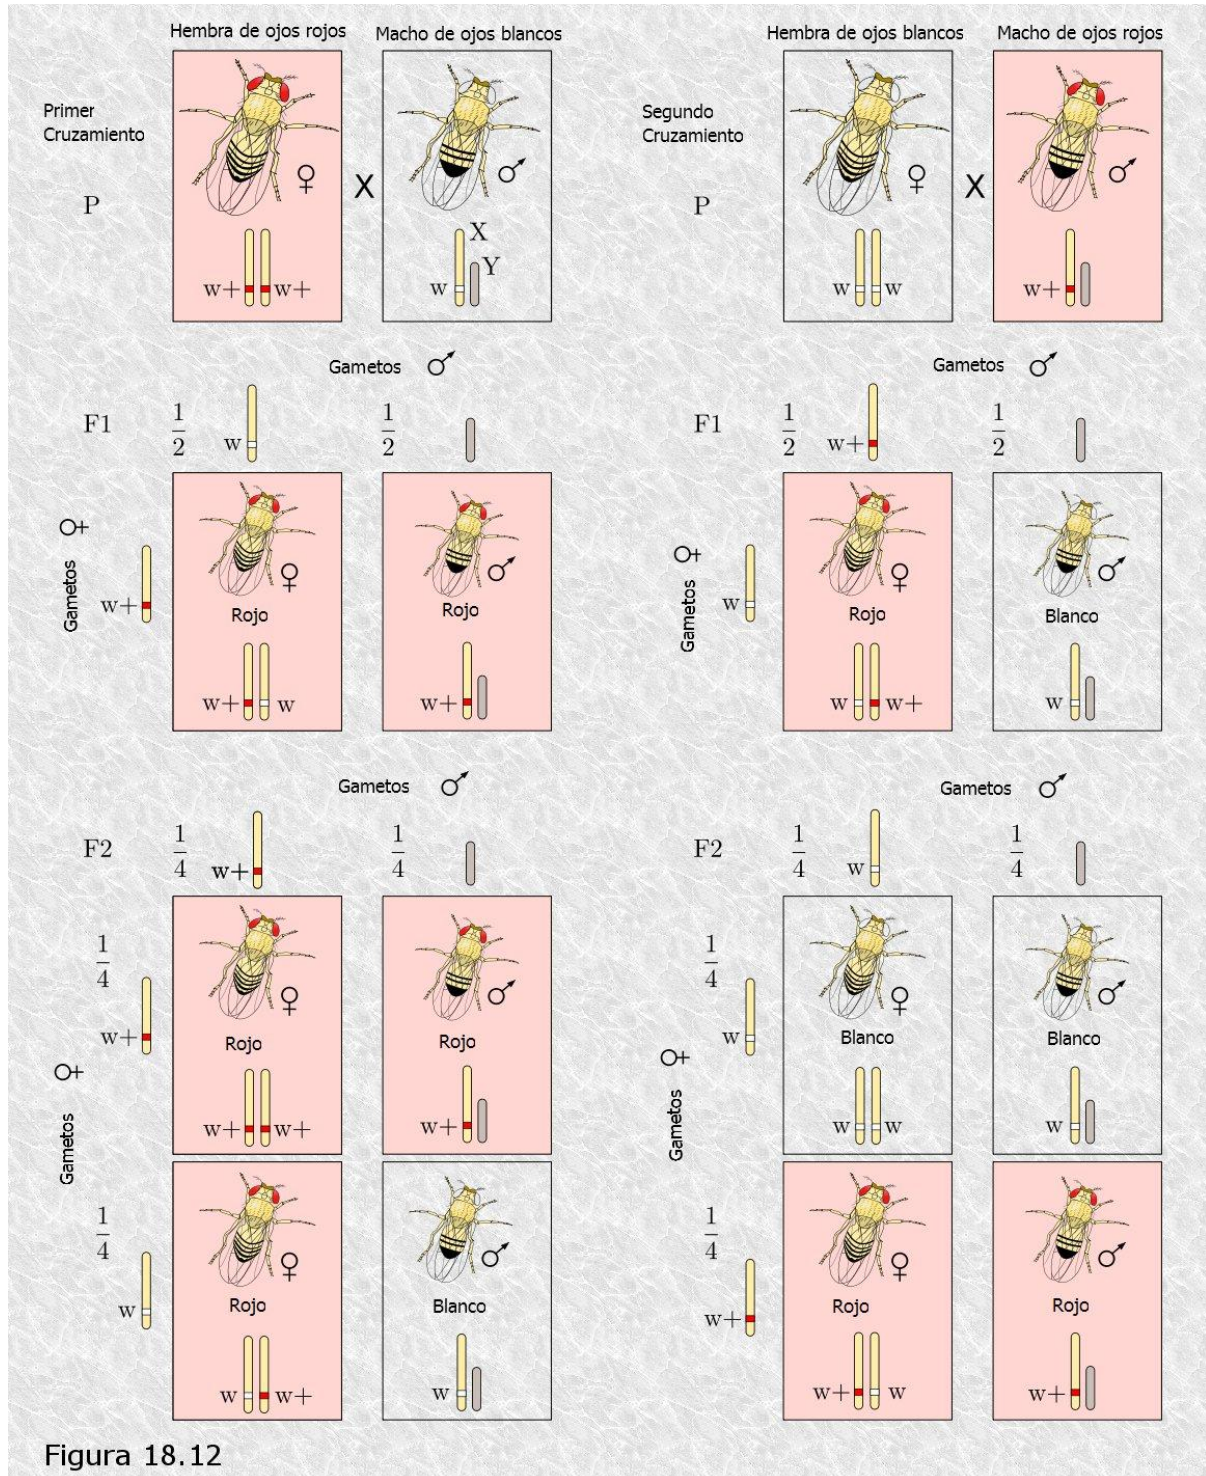 Hembra de ojos rojos Macho de ojos blancos
Primer
Cruzamiento
P
♀ X ♂
X
Y
w+ w+ w
Gametos ♂
F1 1/2 w 1/2
Gametos ♀
w+
♀ ♂
Rojo Rojo
w+ w w+
Gametos ♂
F2 1/4 w+ 1/4
Gametos ♀
1/4
w+
♀ ♂
Rojo Rojo
w+ w+ w+
1/4
w
♀ ♂
Rojo Blanco
w w+ w
Hembra de ojos blancos Macho de ojos rojos
Segundo
Cruzamiento
P
♀ X ♂
w w w+
Gametos ♂
F1 1/2 w+ 1/2
Gametos ♀
w
♀ ♂
Rojo Blanco
w w+ w
Gametos ♂
F2 1/4 w 1/4
Gametos ♀
1/4
w
♀ ♂
Blanco Blanco
w w w
1/4
w+
♀ ♂
Rojo Rojo
w+ w w+
Figura 18.12